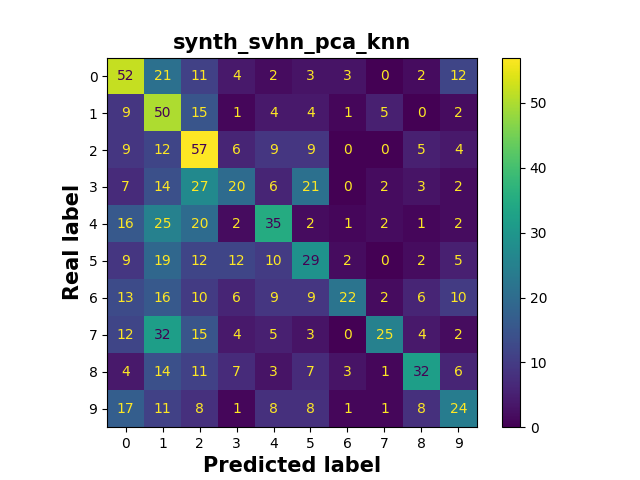 synth_svhn_pca_knn
0 52 21 11 4 2 3 3 0 2 12
1 9 50 15 1 4 4 1 5 0 2
2 9 12 57 6 9 9 0 0 5 4
3 7 14 27 20 6 21 0 2 3 2
4 16 25 20 2 35 2 1 2 1 2
5 9 19 12 12 10 29 2 0 2 5
6 13 16 10 6 9 9 22 2 6 10
7 12 32 15 4 5 3 0 25 4 2
8 4 14 11 7 3 7 3 1 32 6
9 17 11 8 1 8 8 1 1 8 24
0 1 2 3 4 5 6 7 8 9
Real label
Predicted label
50
40
30
20
10
0